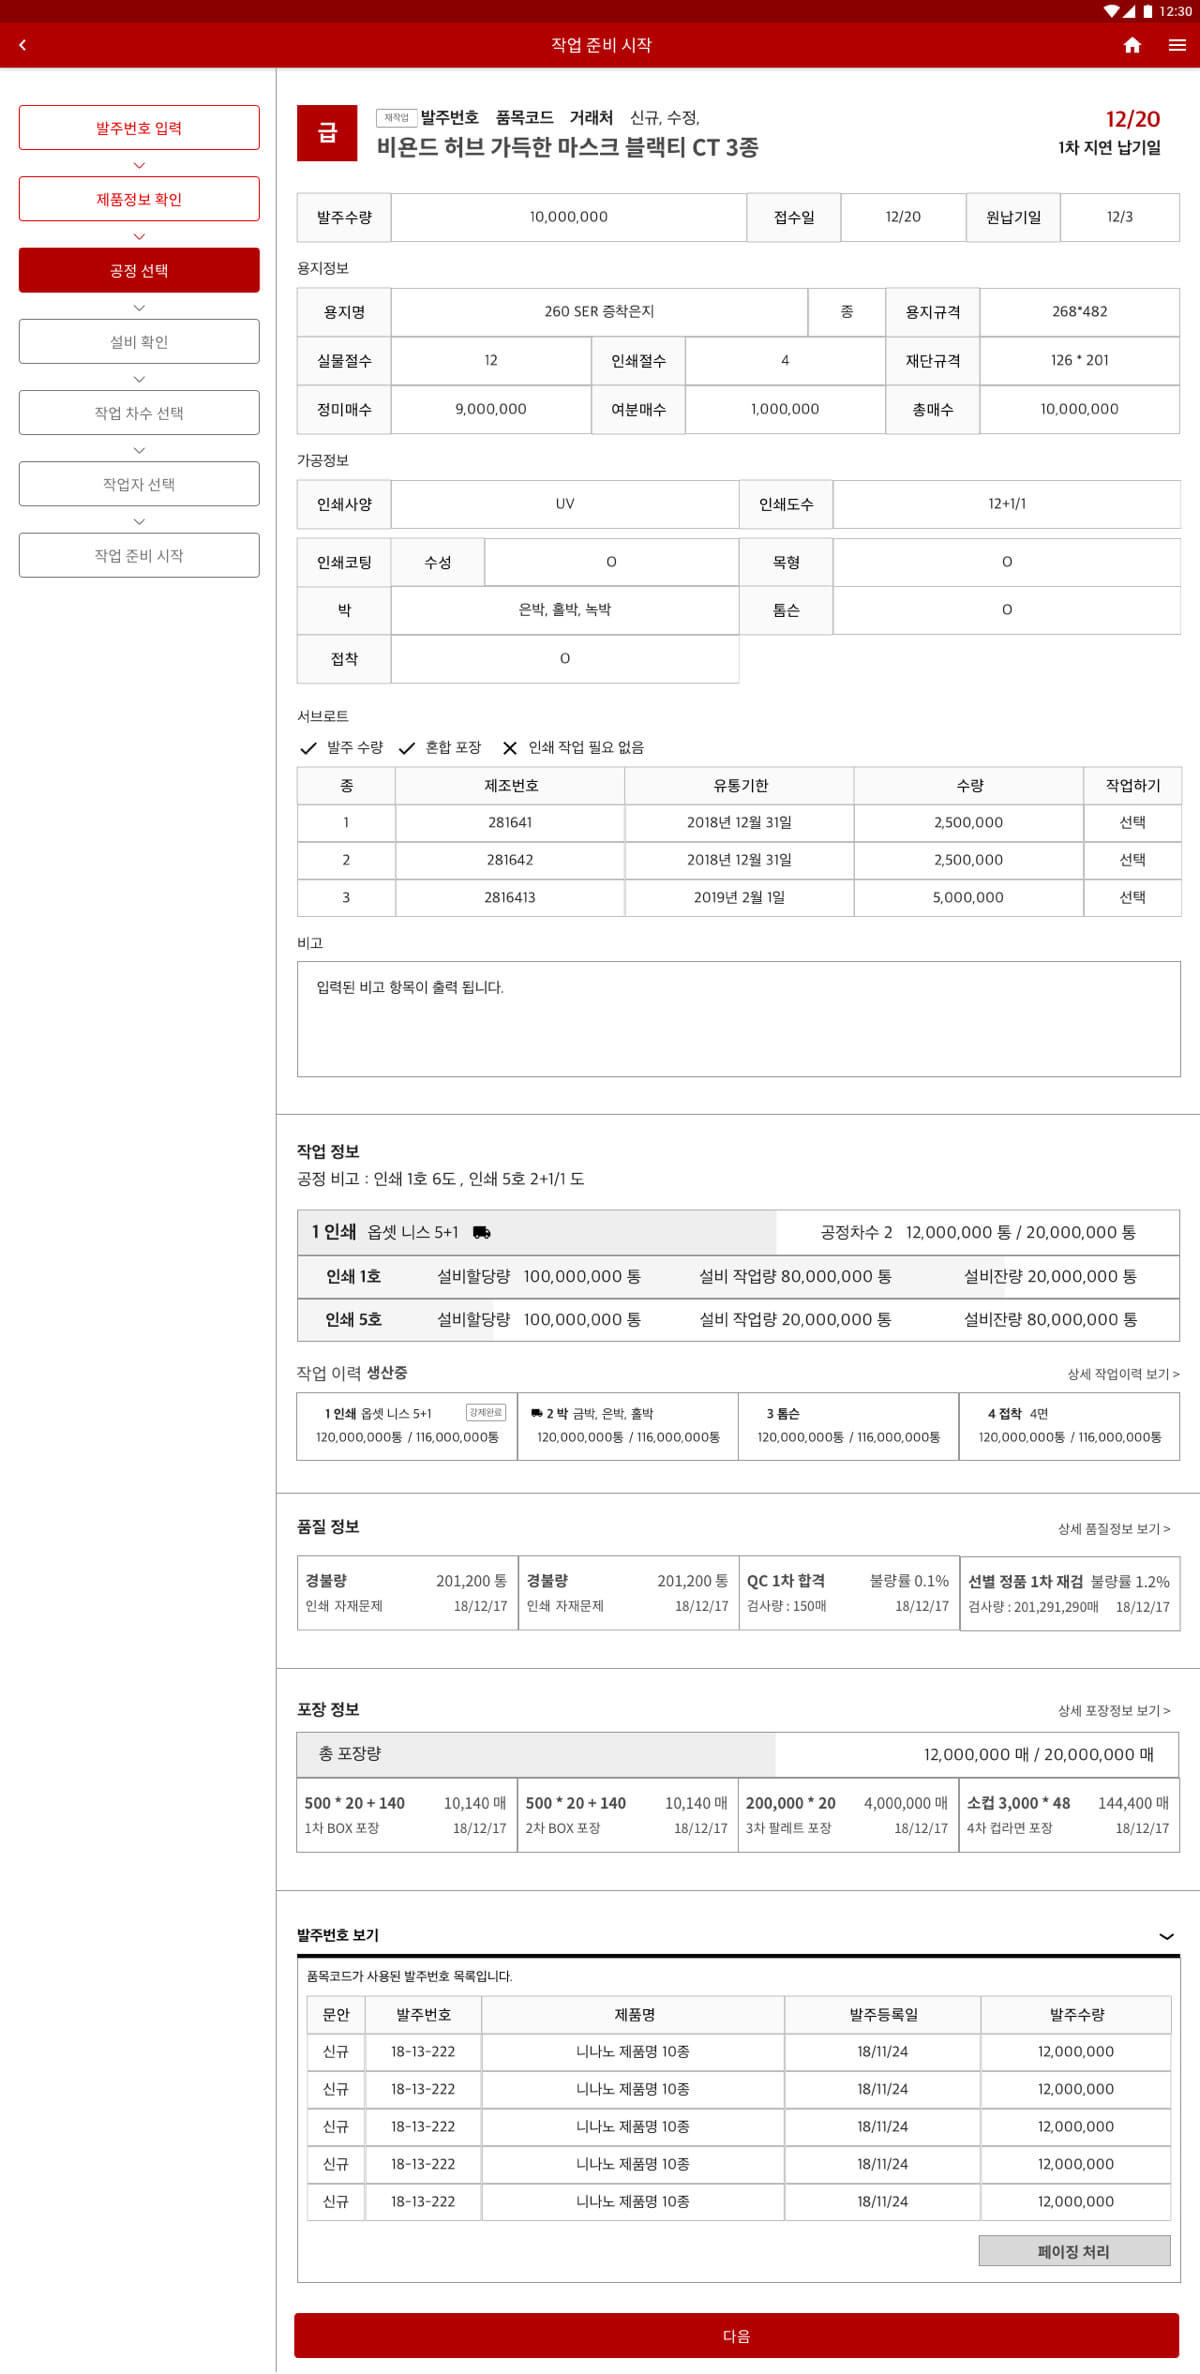 12:30
작업 준비 시작
발주번호 입력
제품정보 확인
공정 선택
설비 확인
작업 차수 선택
작업자 선택
작업 준비 시작
급
재작업 발주번호 품목코드 거래처 신규, 수정,
비욘드 허브 가득한 마스크 블랙티 CT 3종
12/20
1차 지연 납기일
발주수량 10,000,000 접수일 12/20 원납기일 12/3
용지정보
용지명 260 SER 증착은지 종 용지규격 268*482
실물절수 12 인쇄절수 4 재단규격 126 * 201
정미매수 9,000,000 여분매수 1,000,000 총매수 10,000,000
가공정보
인쇄사양 UV 인쇄도수 12+1/1
인쇄코팅 수성 O 목형 O
박 은박, 홀박, 녹박 톰슨 O
접착 O
서브로트
발주 수량 혼합 포장 인쇄 작업 필요 없음
종 제조번호 유통기한 수량 작업하기
1 281641 2018년 12월 31일 2,500,000 선택
2 281642 2018년 12월 31일 2,500,000 선택
3 2816413 2019년 2월 1일 5,000,000 선택
비고
입력된 비고 항목이 출력 됩니다.
작업 정보
공정 비고 : 인쇄 1호 6도 , 인쇄 5호 2+1/1 도
1 인쇄 옵셋 니스 5+1 공정차수 2 12,000,000 통 / 20,000,000 통
인쇄 1호 설비할당량 100,000,000 통 설비 작업량 80,000,000 통 설비잔량 20,000,000 통
인쇄 5호 설비할당량 100,000,000 통 설비 작업량 20,000,000 통 설비잔량 80,000,000 통
작업 이력 생산중 상세 작업이력 보기 >
1 인쇄 옵셋 니스 5+1 강제완료 2 박 금박, 은박, 홀박 3 톰슨 4 접착 4면
120,000,000통 / 116,000,000통 120,000,000통 / 116,000,000통 120,000,000통 / 116,000,000통 120,000,000통 / 116,000,000통
품질 정보 상세 품질정보 보기 >
경불량 201,200 통 경불량 201,200 통 QC 1차 합격 불량률 0.1% 선별 정품 1차 재검 불량률 1.2%
인쇄 자재문제 18/12/17 인쇄 자재문제 18/12/17 검사량 : 150매 18/12/17 검사량 : 201,291,290매 18/12/17
포장 정보 상세 포장정보 보기 >
총 포장량 12,000,000 매 / 20,000,000 매
500 * 20 + 140 10,140 매 500 * 20 + 140 10,140 매 200,000 * 20 4,000,000 매 소컵 3,000 * 48 144,400 매
1차 BOX 포장 18/12/17 2차 BOX 포장 18/12/17 3차 팔레트 포장 18/12/17 4차 컵라면 포장 18/12/17
발주번호 보기
품목코드가 사용된 발주번호 목록입니다.
문안 발주번호 제품명 발주등록일 발주수량
신규 18-13-222 니나노 제품명 10종 18/11/24 12,000,000
신규 18-13-222 니나노 제품명 10종 18/11/24 12,000,000
신규 18-13-222 니나노 제품명 10종 18/11/24 12,000,000
신규 18-13-222 니나노 제품명 10종 18/11/24 12,000,000
신규 18-13-222 니나노 제품명 10종 18/11/24 12,000,000
페이징 처리
다음